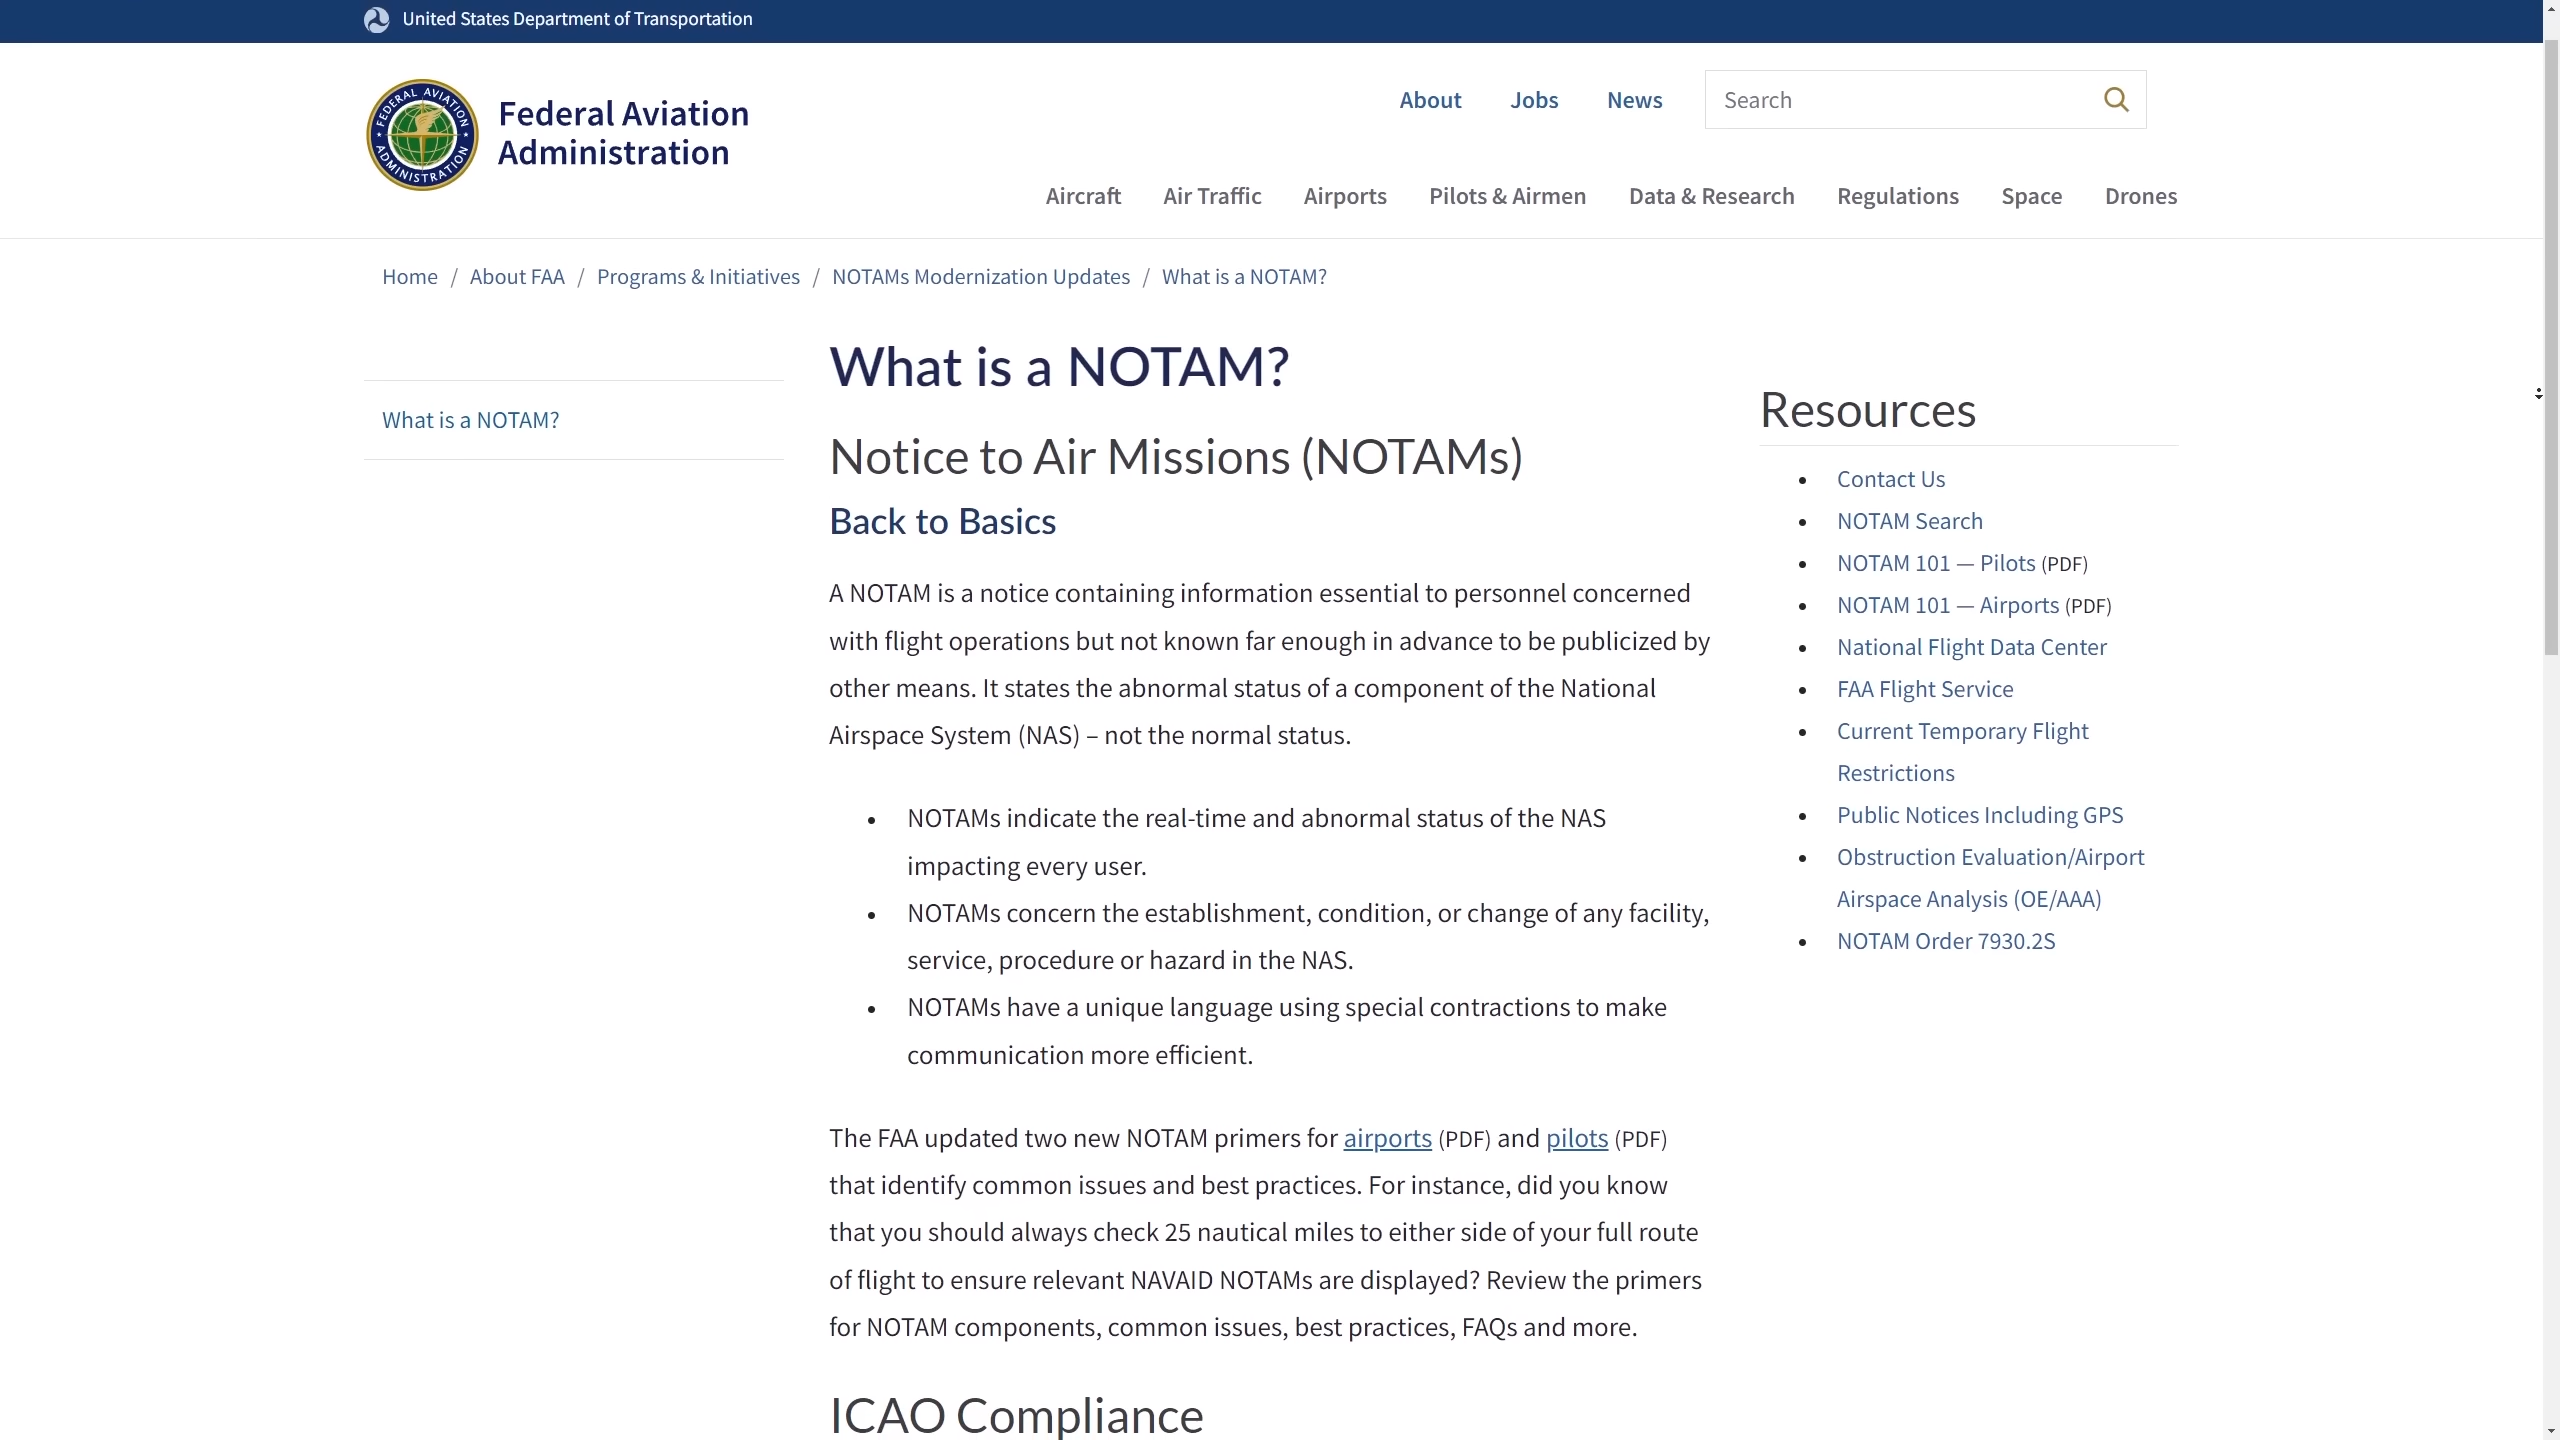 United States Department of Transportation
FEDERAL AVIATION ADMINISTRATION
Federal Aviation
Administration
About Jobs News Search
Aircraft Air Traffic Airports Pilots & Airmen Data & Research Regulations Space Drones
Home / About FAA / Programs & Initiatives / NOTAMs Modernization Updates / What is a NOTAM?
What is a NOTAM?
What is a NOTAM?
Notice to Air Missions (NOTAMs)
Back to Basics
A NOTAM is a notice containing information essential to personnel concerned
with flight operations but not known far enough in advance to be publicized by
other means. It states the abnormal status of a component of the National
Airspace System (NAS) – not the normal status.
• NOTAMs indicate the real-time and abnormal status of the NAS
impacting every user.
• NOTAMs concern the establishment, condition, or change of any facility,
service, procedure or hazard in the NAS.
• NOTAMs have a unique language using special contractions to make
communication more efficient.
The FAA updated two new NOTAM primers for airports (PDF) and pilots (PDF)
that identify common issues and best practices. For instance, did you know
that you should always check 25 nautical miles to either side of your full route
of flight to ensure relevant NAVAID NOTAMs are displayed? Review the primers
for NOTAM components, common issues, best practices, FAQs and more.
ICAO Compliance
Resources
• Contact Us
• NOTAM Search
• NOTAM 101 — Pilots (PDF)
• NOTAM 101 — Airports (PDF)
• National Flight Data Center
• FAA Flight Service
• Current Temporary Flight
Restrictions
• Public Notices Including GPS
• Obstruction Evaluation/Airport
Airspace Analysis (OE/AAA)
• NOTAM Order 7930.2S